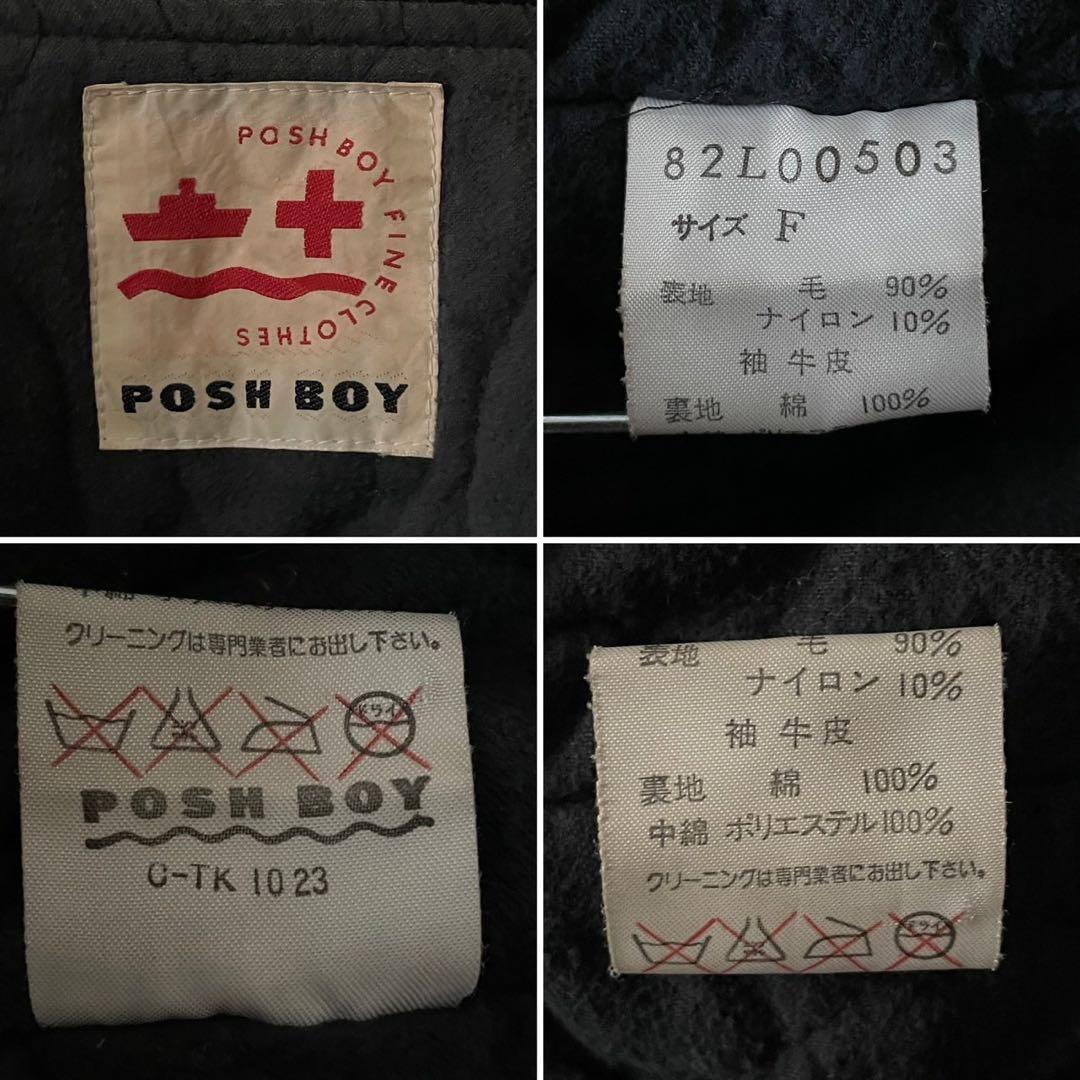 POSH BOY FINE CLOTHES
POSH BOY
82L00503
サイズ F
表地 毛 90%
ナイロン 10%
袖 牛皮
裏地 綿 100%
クリーニングは専門業者にお出し下さい。
ドライ
POSH BOY
C-TK 1023
表地 毛 90%
ナイロン 10%
袖 牛皮
裏地 綿 100%
中綿 ポリエステル100%
クリーニングは専門業者にお出し下さい。
ドライ